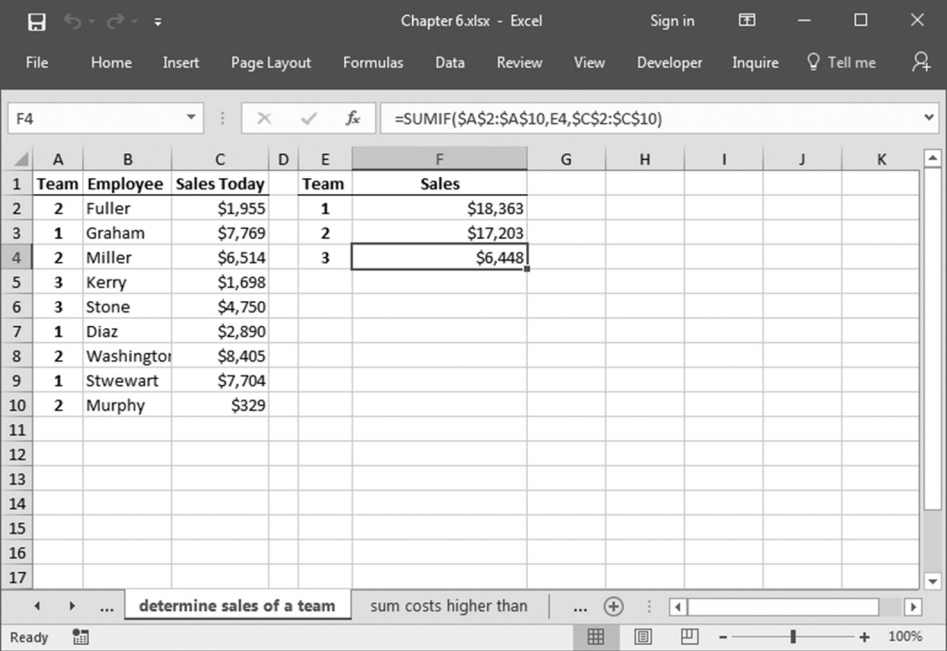 Chapter 6.xlsx - Excel Sign in
File Home Insert Page Layout Formulas Data Review View Developer Inquire Tell me
F4 fx =SUMIF($A$2:$A$10,E4,$C$2:$C$10)
A B C D E F G H I J K
1 Team Employee Sales Today Team Sales
2 2 Fuller $1,955 1 $18,363
3 1 Graham $7,769 2 $17,203
4 2 Miller $6,514 3 $6,448
5 3 Kerry $1,698
6 3 Stone $4,750
7 1 Diaz $2,890
8 2 Washington $8,405
9 1 Stwewart $7,704
10 2 Murphy $329
11
12
13
14
15
16
17
... determine sales of a team sum costs higher than ...
Ready 100%